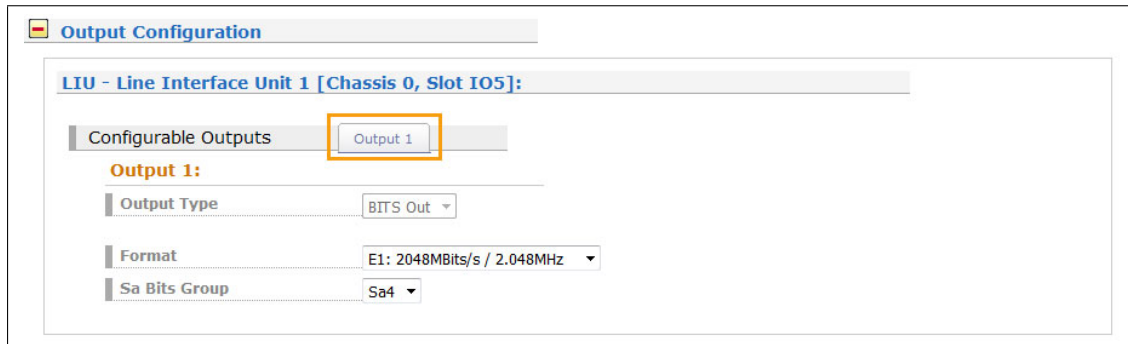 Output Configuration
LIU - Line Interface Unit 1 [Chassis 0, Slot IO5]:
Configurable Outputs Output 1
Output 1:
Output Type BITS Out
Format E1: 2048MBits/s / 2.048MHz
Sa Bits Group Sa4